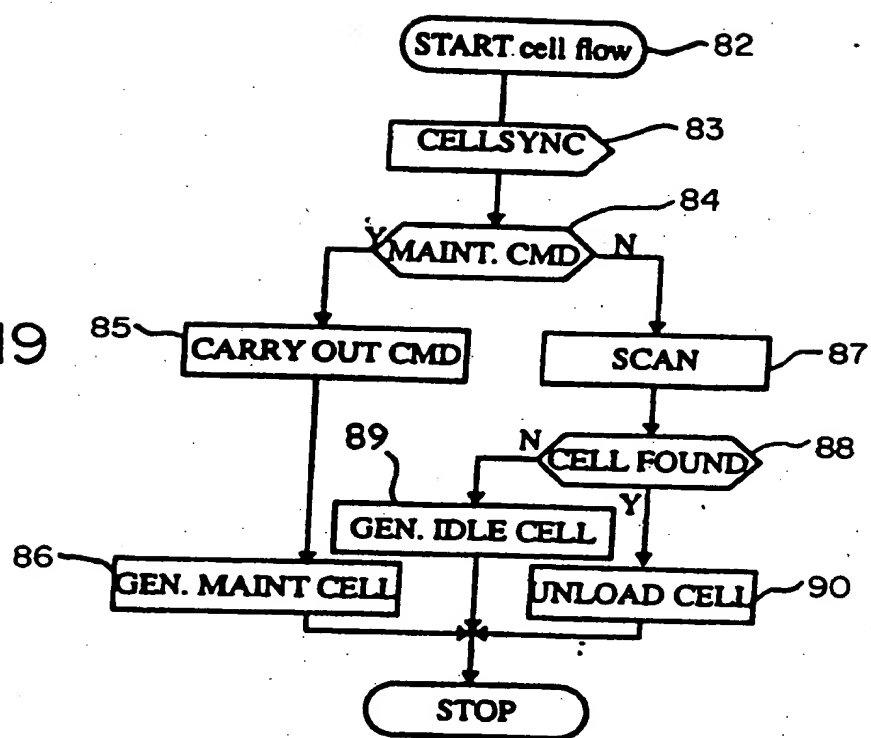 START cell flow 82
CELLSYNC 83
84
Y MAINT. CMD N
19
85 CARRY OUT CMD
SCAN 87
89 N CELL FOUND 88
Y
GEN. IDLE CELL
86 GEN. MAINT CELL
UNLOAD CELL 90
STOP